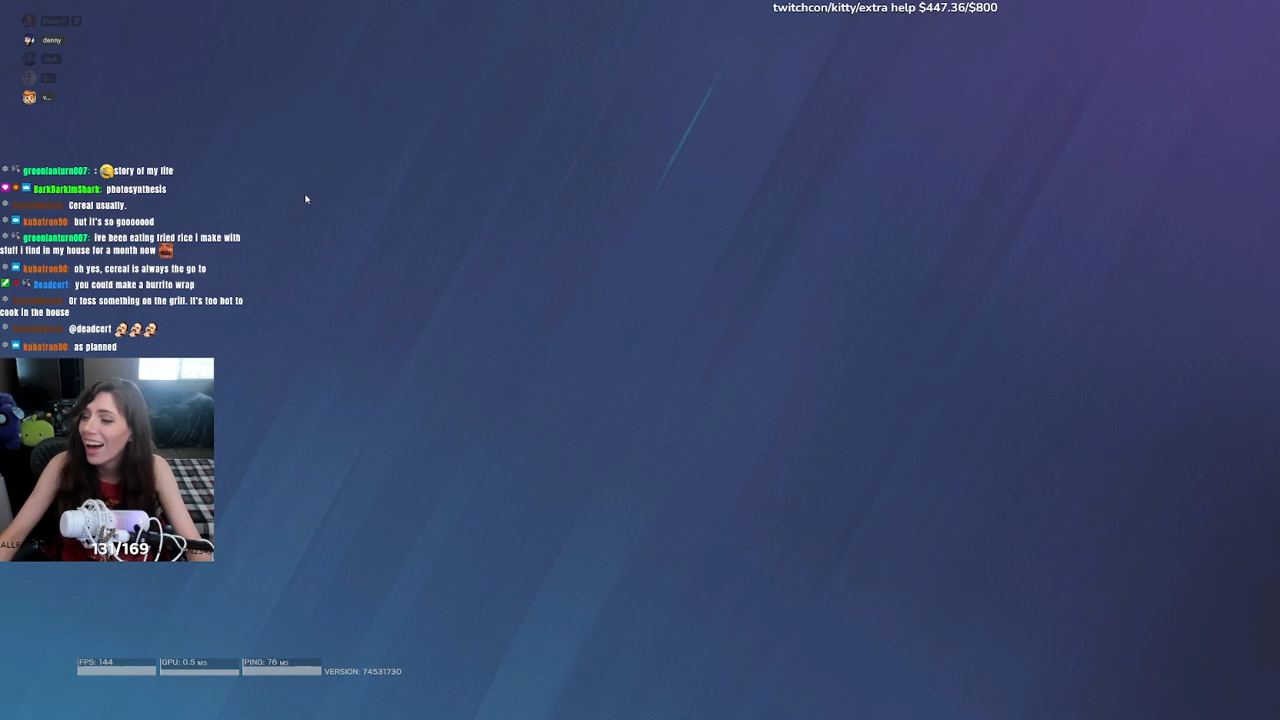 twitchcon/kitty/extra help $447.36/$800
denny
Jack
v...
greenlanturn007: : story of my life
BarkBarkImShark: photosynthesis
Cereal usually.
kubatron90: but it's so gooooood
greenlanturn007: ive been eating fried rice i make with
stuff i find in my house for a month now
kubatron90: oh yes, cereal is always the go to
Deadcert: you could make a burrito wrap
Or toss something on the grill. It's too hot to
cook in the house
@deadcert
kubatron90: as planned
131/169
FPS: 144
GPU: 0.5 MS
PING: 76 MS
VERSION: 74531730